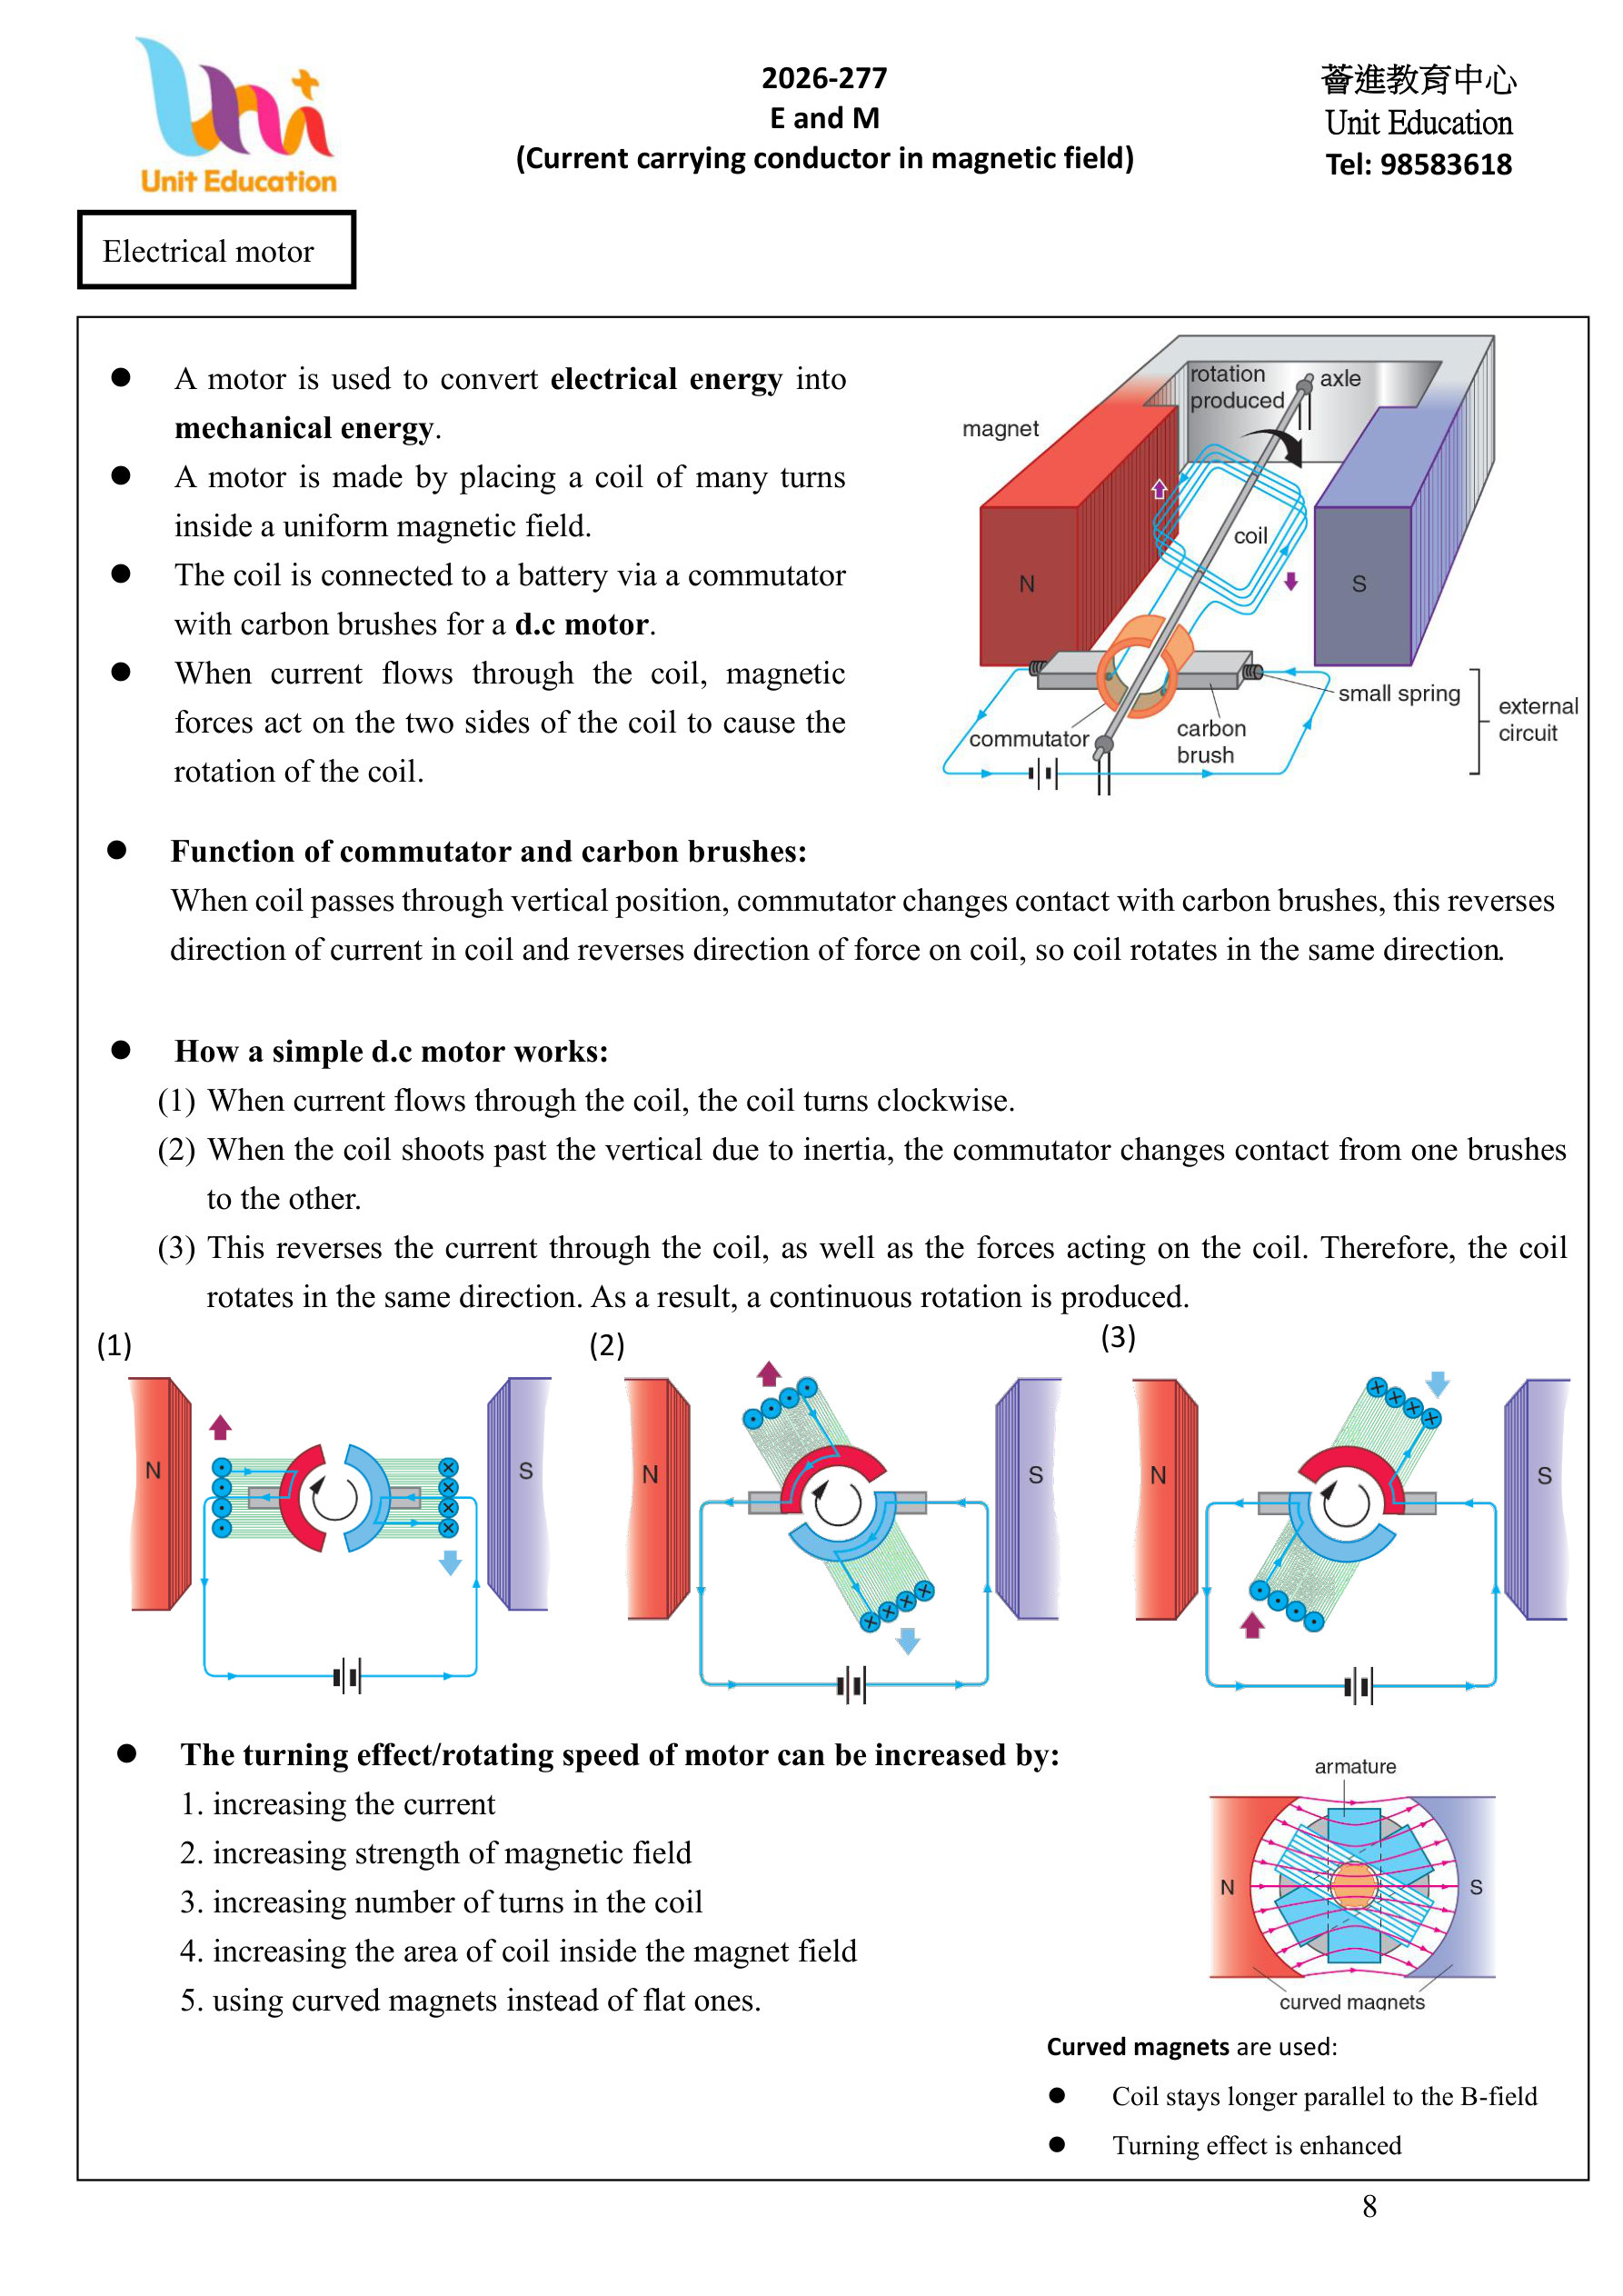 Uni
Unit Education
2026-277
E and M
(Current carrying conductor in magnetic field)
薈進教育中心
Unit Education
Tel: 98583618
Electrical motor
● A motor is used to convert electrical energy into
mechanical energy.
● A motor is made by placing a coil of many turns
inside a uniform magnetic field.
● The coil is connected to a battery via a commutator
with carbon brushes for a d.c motor.
● When current flows through the coil, magnetic
forces act on the two sides of the coil to cause the
rotation of the coil.
rotation
produced
axle
magnet
coil
N
S
small spring
external
circuit
commutator
carbon
brush
● Function of commutator and carbon brushes:
When coil passes through vertical position, commutator changes contact with carbon brushes, this reverses
direction of current in coil and reverses direction of force on coil, so coil rotates in the same direction.
● How a simple d.c motor works:
(1) When current flows through the coil, the coil turns clockwise.
(2) When the coil shoots past the vertical due to inertia, the commutator changes contact from one brushes
to the other.
(3) This reverses the current through the coil, as well as the forces acting on the coil. Therefore, the coil
rotates in the same direction. As a result, a continuous rotation is produced.
(1)
N
S
(2)
N
S
(3)
N
S
● The turning effect/rotating speed of motor can be increased by:
1. increasing the current
2. increasing strength of magnetic field
3. increasing number of turns in the coil
4. increasing the area of coil inside the magnet field
5. using curved magnets instead of flat ones.
armature
N
S
curved magnets
Curved magnets are used:
● Coil stays longer parallel to the B-field
● Turning effect is enhanced
8